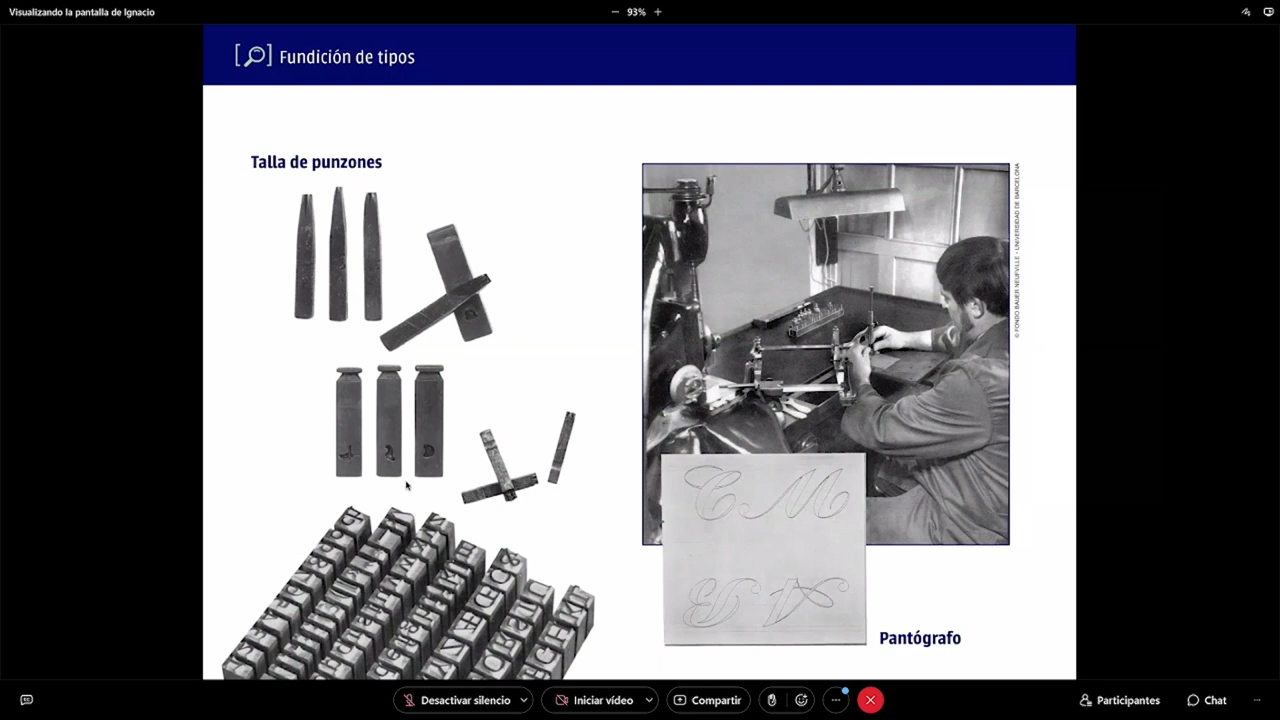 Visualizando la pantalla de Ignacio
93%
Fundición de tipos
Talla de punzones
© FONDO BAUER NEUFVILLE - UNIVERSIDAD DE BARCELONA
C M
Pantógrafo
Desactivar silencio
Iniciar vídeo
Compartir
Participantes
Chat